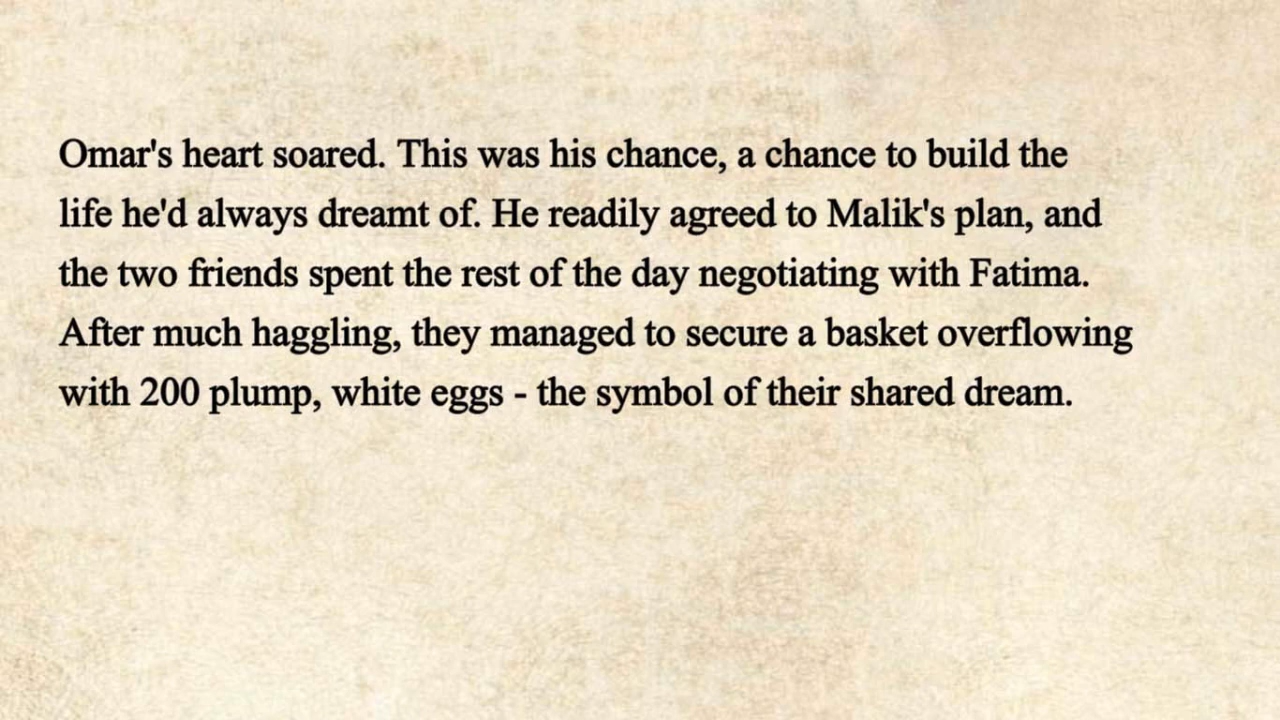 Omar's heart soared. This was his chance, a chance to build the
life he'd always dreamt of. He readily agreed to Malik's plan, and
the two friends spent the rest of the day negotiating with Fatima.
After much haggling, they managed to secure a basket overflowing
with 200 plump, white eggs - the symbol of their shared dream.